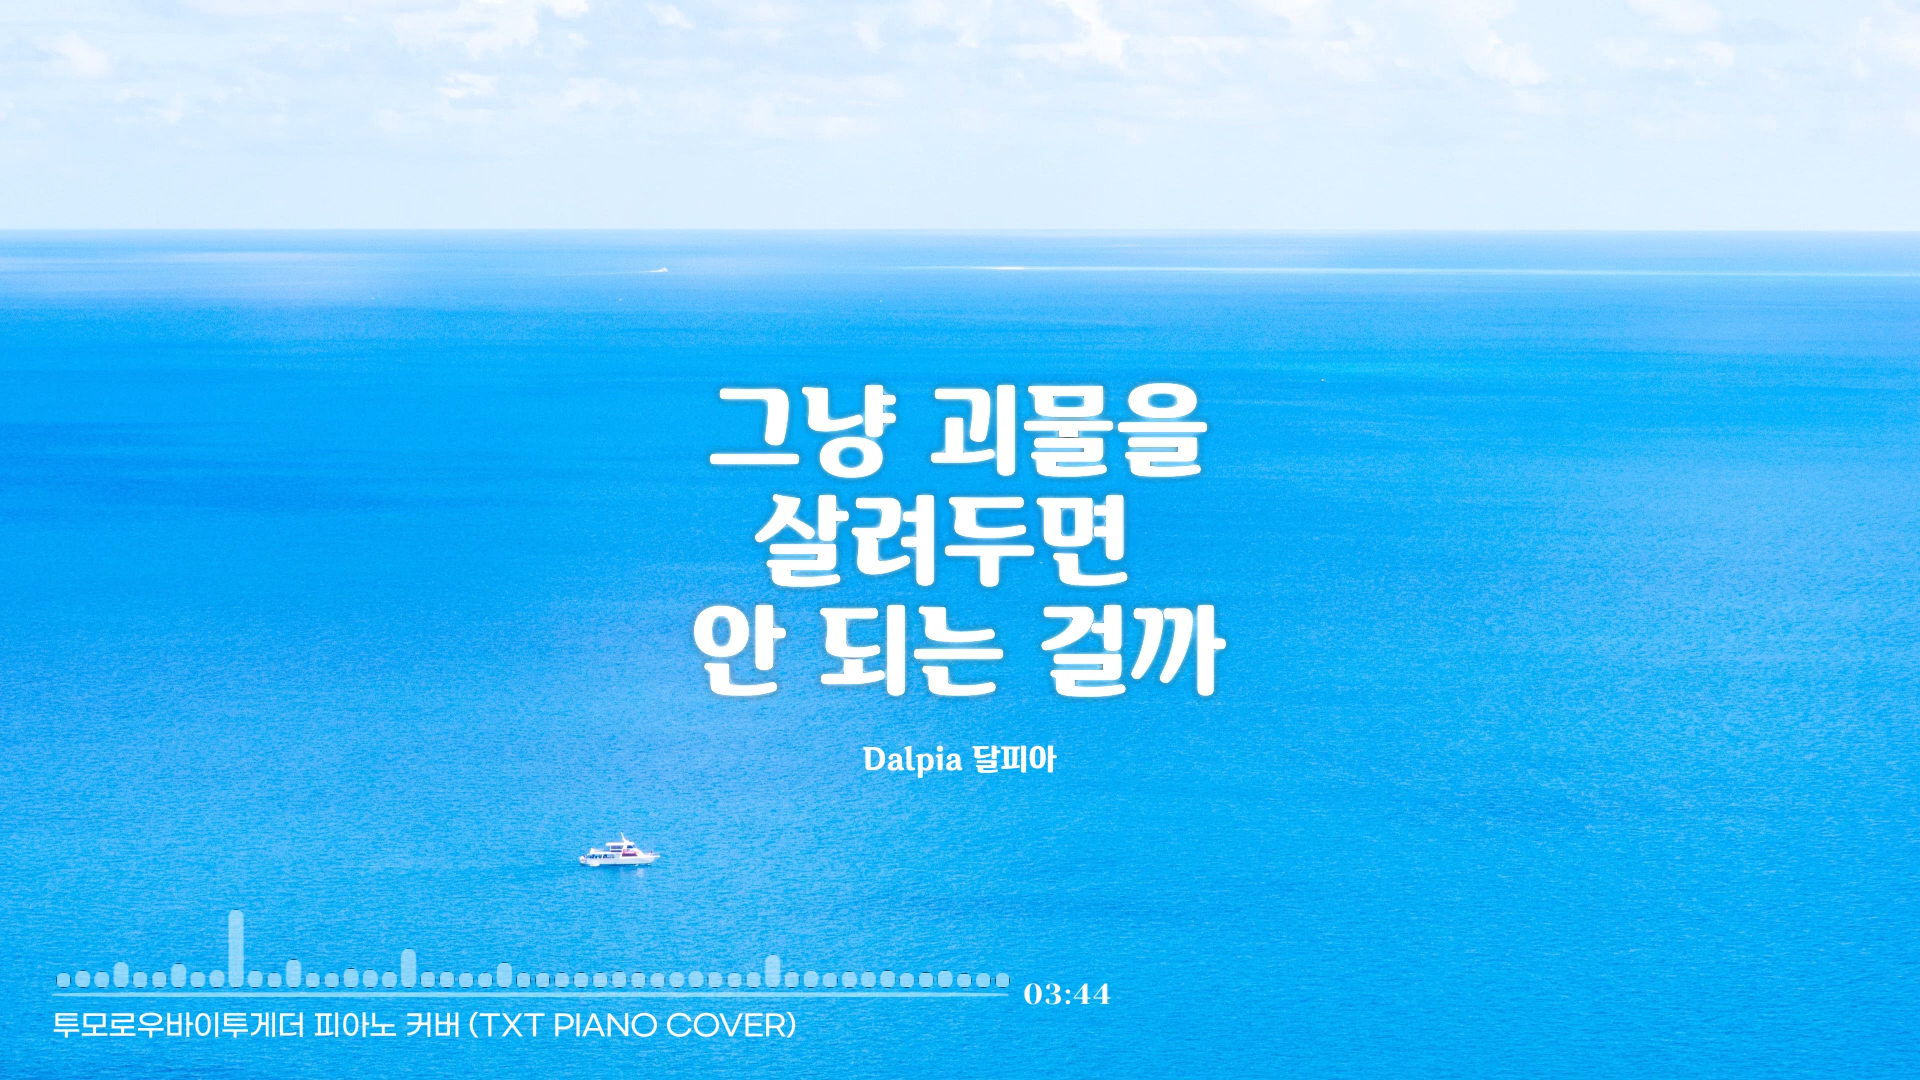 그냥 괴물을
살려두면
안 되는 걸까
Dalpia 달피아
03:44
투모로우바이투게더 피아노 커버 (TXT PIANO COVER)